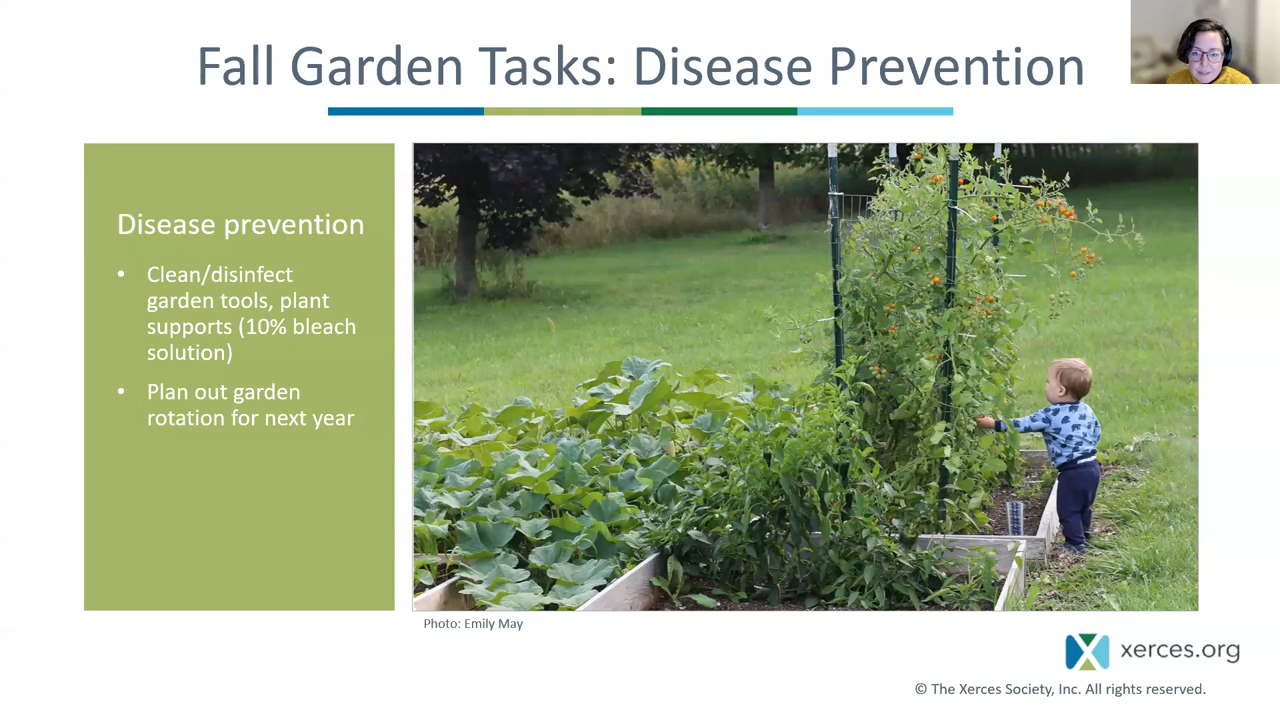 Fall Garden Tasks: Disease Prevention
Disease prevention
• Clean/disinfect
garden tools, plant
supports (10% bleach
solution)
• Plan out garden
rotation for next year
Photo: Emily May
xerces.org
© The Xerces Society, Inc. All rights reserved.